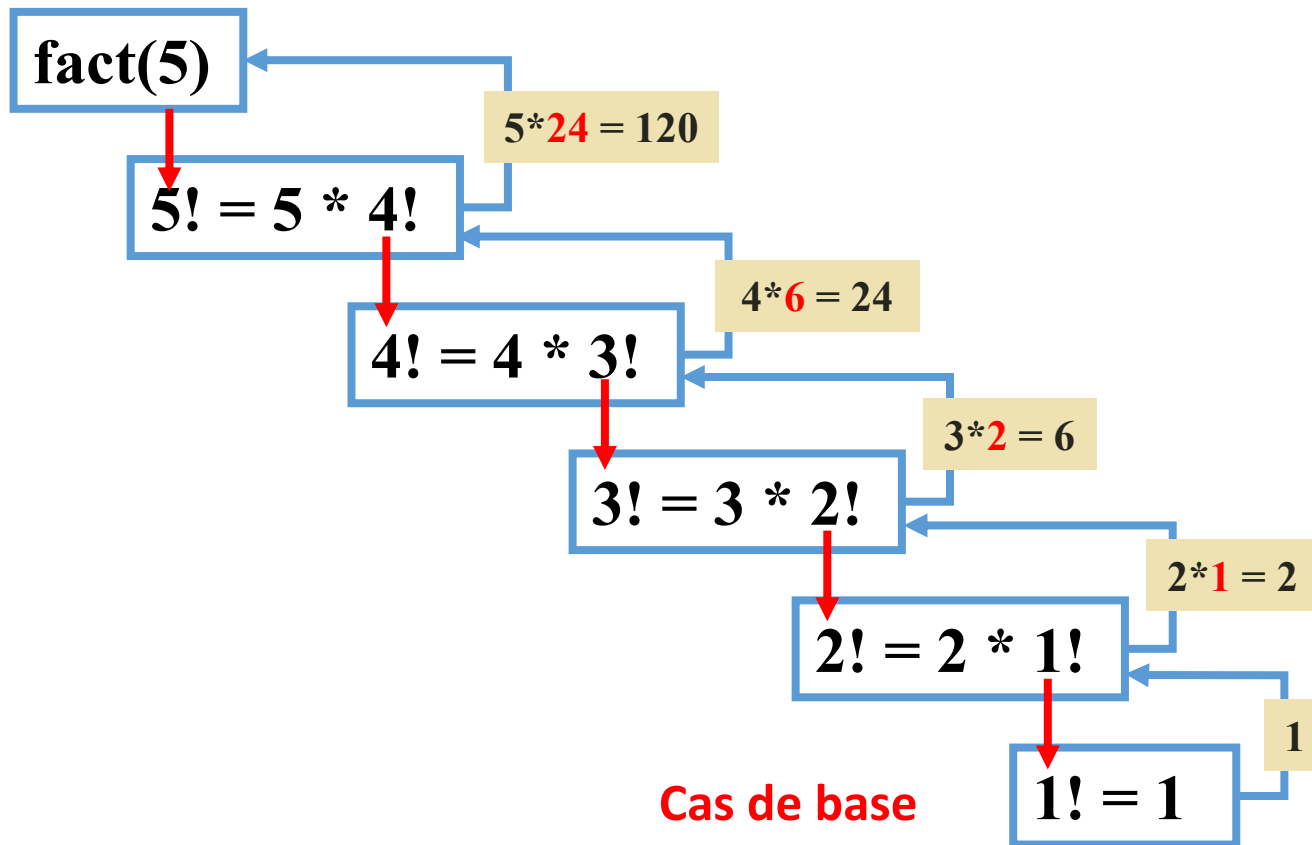 fact(5)
5*24 = 120
5! = 5 * 4!
4*6 = 24
4! = 4 * 3!
3*2 = 6
3! = 3 * 2!
2*1 = 2
2! = 2 * 1!
1
1! = 1
Cas de base